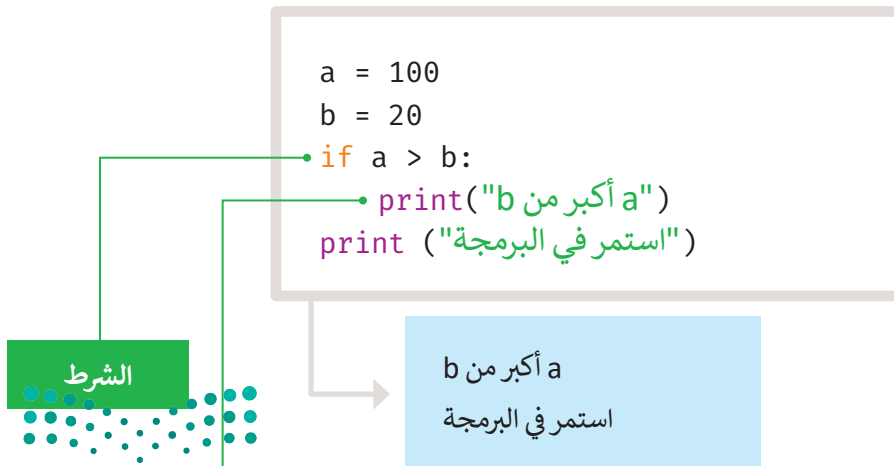 a = 100
b = 20
if a > b:
print("a أكبر من b")
print ("استمر في البرمجة")
الشرط
a أكبر من b
استمر في البرمجة